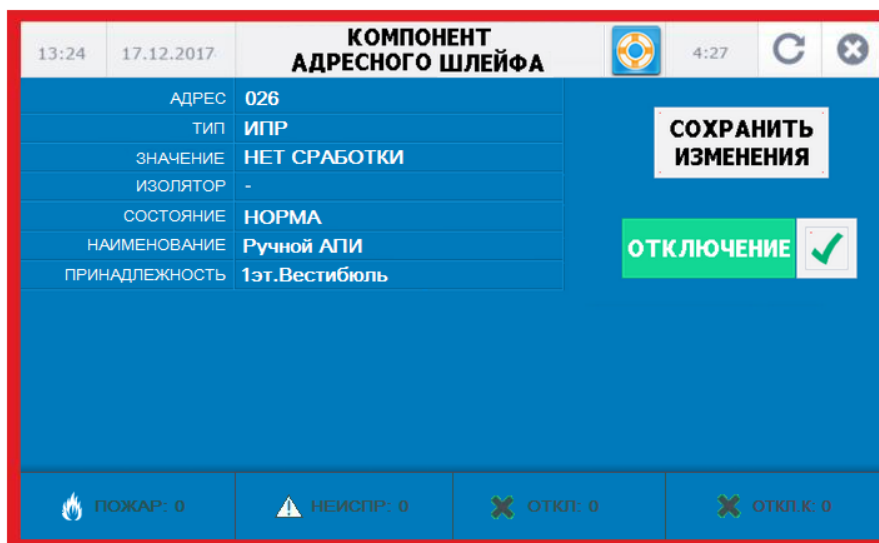 13:24 17.12.2017 КОМПОНЕНТ АДРЕСНОГО ШЛЕЙФА 4:27
АДРЕС 026
ТИП ИПР
ЗНАЧЕНИЕ НЕТ СРАБОТКИ
ИЗОЛЯТОР -
СОСТОЯНИЕ НОРМА
НАИМЕНОВАНИЕ Ручной АПИ
ПРИНАДЛЕЖНОСТЬ 1эт.Вестибюль
СОХРАНИТЬ
ИЗМЕНЕНИЯ
ОТКЛЮЧЕНИЕ
ПОЖАР: 0 НЕИСПР: 0 ОТКЛ: 0 ОТКЛ.К: 0